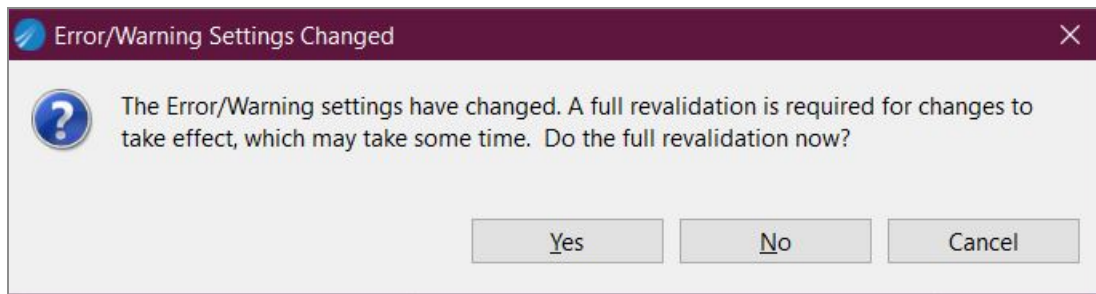 Error/Warning Settings Changed
The Error/Warning settings have changed. A full revalidation is required for changes to
take effect, which may take some time.  Do the full revalidation now?
Yes
No
Cancel